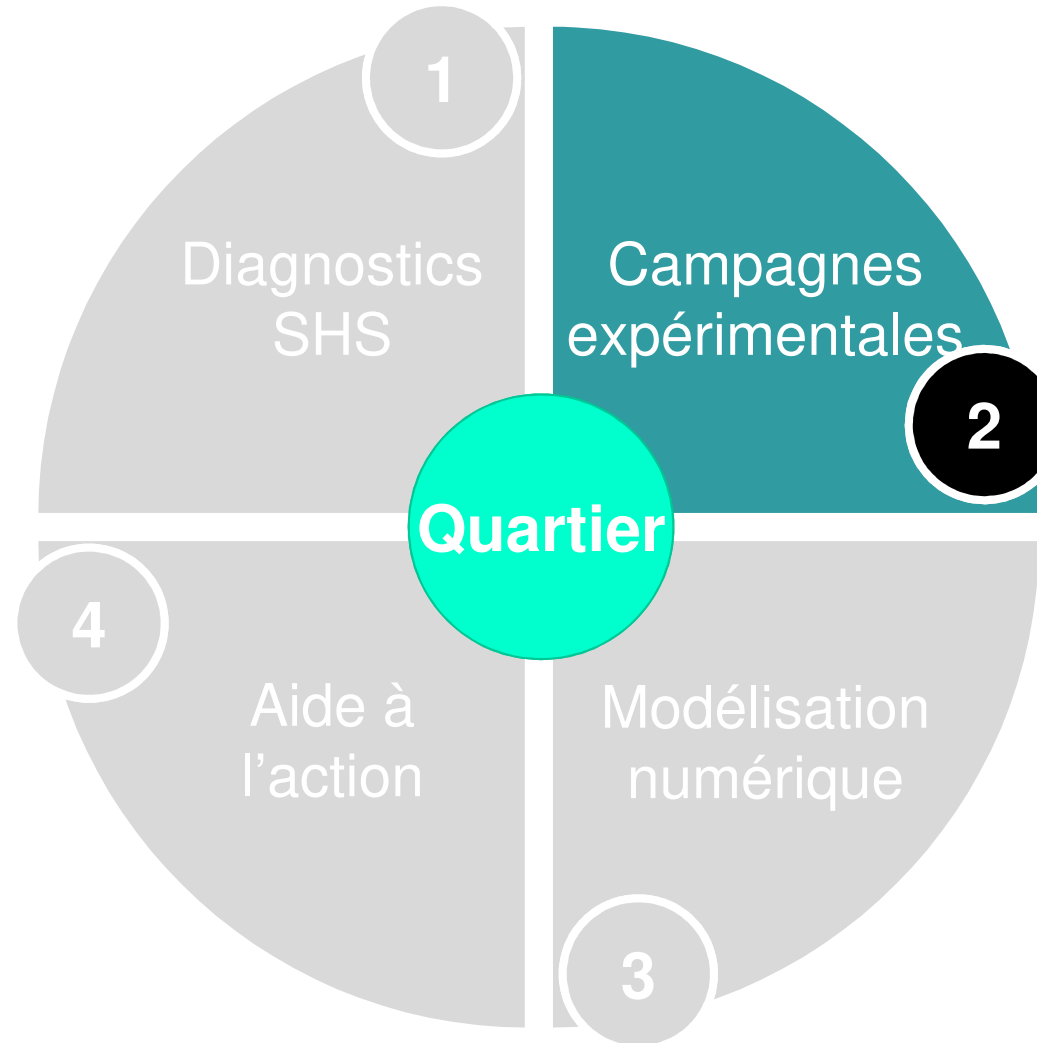 1
Diagnostics
SHS
Campagnes
expérimentales
2
Quartier
4
Aide à
l’action
Modélisation
numérique
3